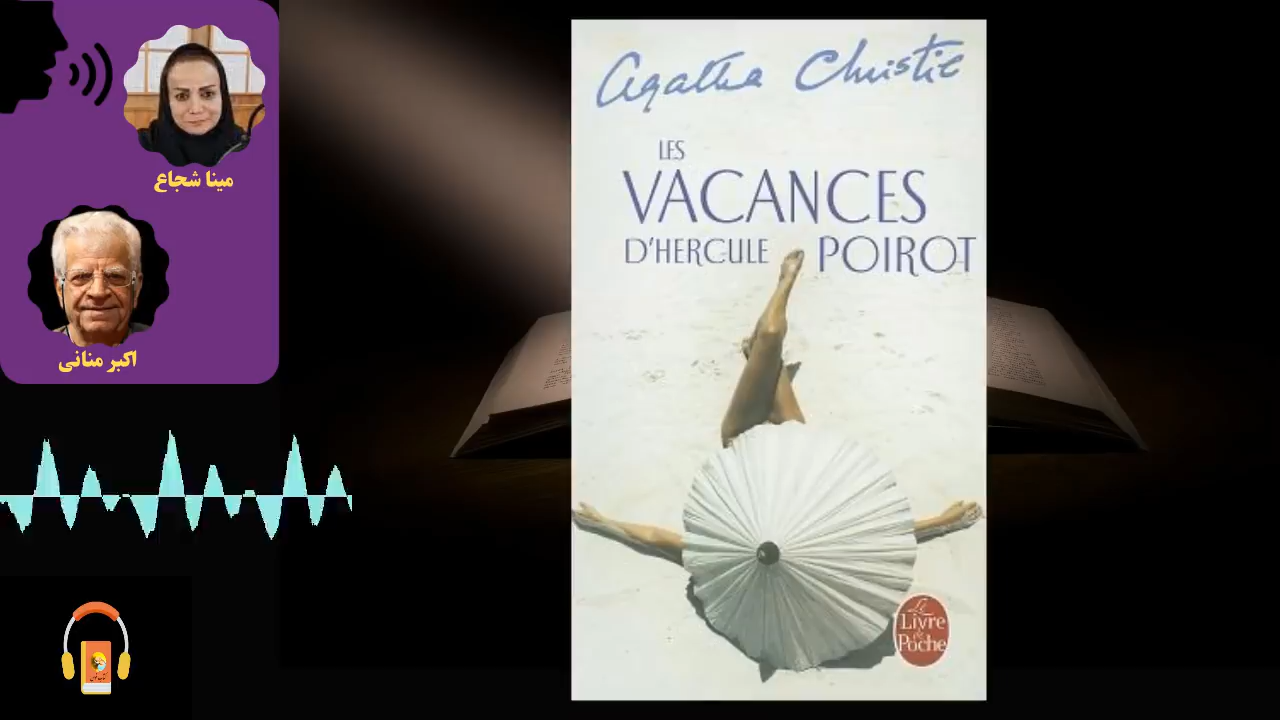 مینا شجاع
اکبر منانی
Agatha Christie
LES
VACANCES
D'HERCULE POIROT
Le
Livre
de
Poche